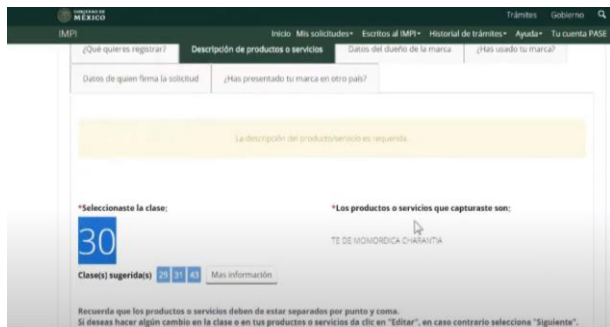 GOBIERNO DE
MÉXICO
Trámites Gobierno
IMPI
Inicio Mis solicitudes Escritos al IMPI Historial de trámites Ayuda Tu cuenta PASE
¿Qué quieres registrar? Descripción de productos o servicios Datos del dueño de la marca ¿Has usado tu marca?
Datos de quien firma la solicitud ¿Has presentado tu marca en otro país?
La descripción del producto/servicio es requerida.
*Seleccionaste la clase: *Los productos o servicios que capturaste son:
30
TE DE MOMORDICA CHARANTIA
Clase(s) sugerida(s) 29 31 43 Mas información
Recuerda que los productos o servicios deben de estar separados por punto y coma.
Si deseas hacer algún cambio en la clase o en tus productos o servicios da clic en "Editar", en caso contrario selecciona "Siguiente".